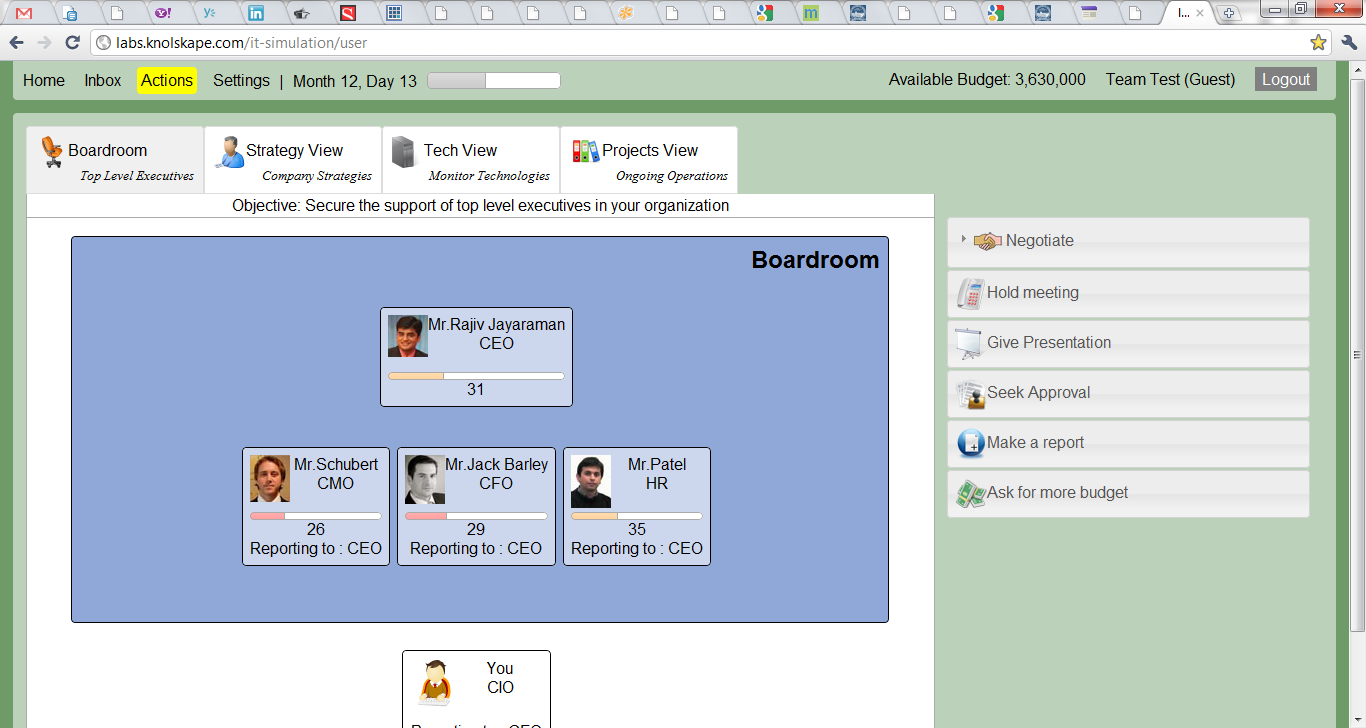 I...
labs.knolskape.com/it-simulation/user
Home Inbox Actions Settings | Month 12, Day 13 Available Budget: 3,630,000 Team Test (Guest) Logout
Boardroom
Top Level Executives
Strategy View
Company Strategies
Tech View
Monitor Technologies
Projects View
Ongoing Operations
Objective: Secure the support of top level executives in your organization
Boardroom
Mr.Rajiv Jayaraman
CEO
31
Mr.Schubert
CMO
26
Reporting to : CEO
Mr.Jack Barley
CFO
29
Reporting to : CEO
Mr.Patel
HR
35
Reporting to : CEO
You
CIO
Negotiate
Hold meeting
Give Presentation
Seek Approval
Make a report
Ask for more budget